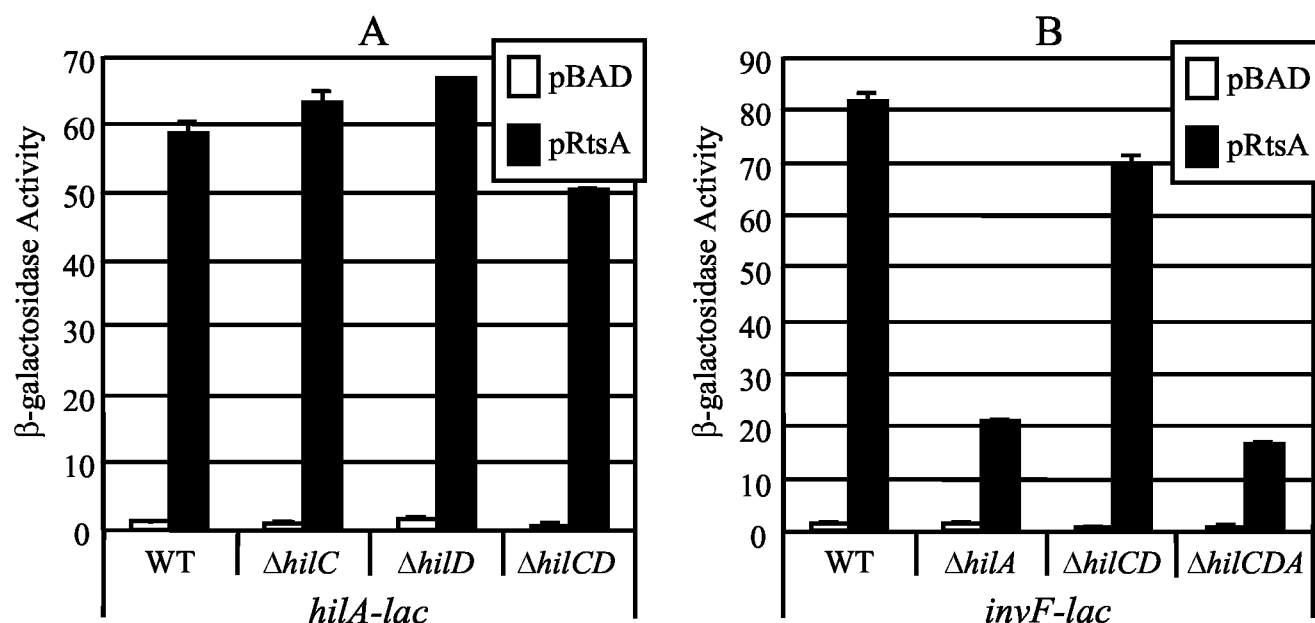 A
pBAD
pRtsA
β-galactosidase Activity
70
60
50
40
30
20
10
0
WT ΔhilC ΔhilD ΔhilCD
hilA-lac
B
pBAD
pRtsA
β-galactosidase Activity
90
80
70
60
50
40
30
20
10
0
WT ΔhilA ΔhilCD ΔhilCDA
invF-lac